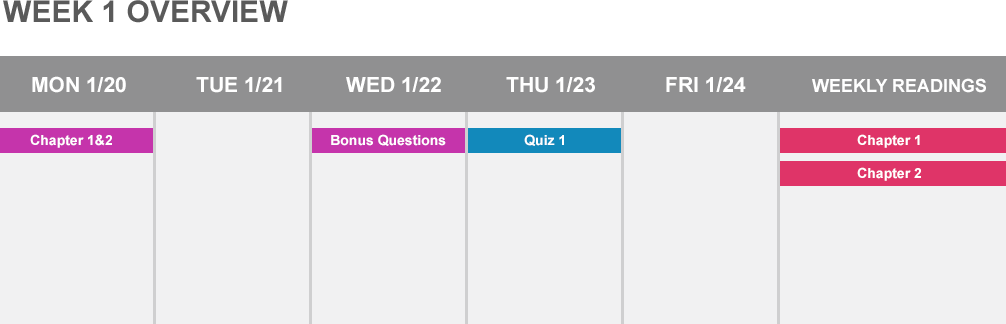 WEEK 1 OVERVIEW
MON 1/20 TUE 1/21 WED 1/22 THU 1/23 FRI 1/24 WEEKLY READINGS
Chapter 1&2 Bonus Questions Quiz 1 Chapter 1
Chapter 2